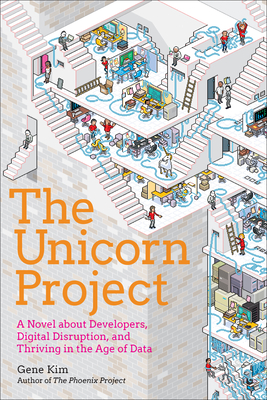 The
Unicorn
Project
A Novel about Developers,
Digital Disruption, and
Thriving in the Age of Data
Gene Kim
Author of The Phoenix Project